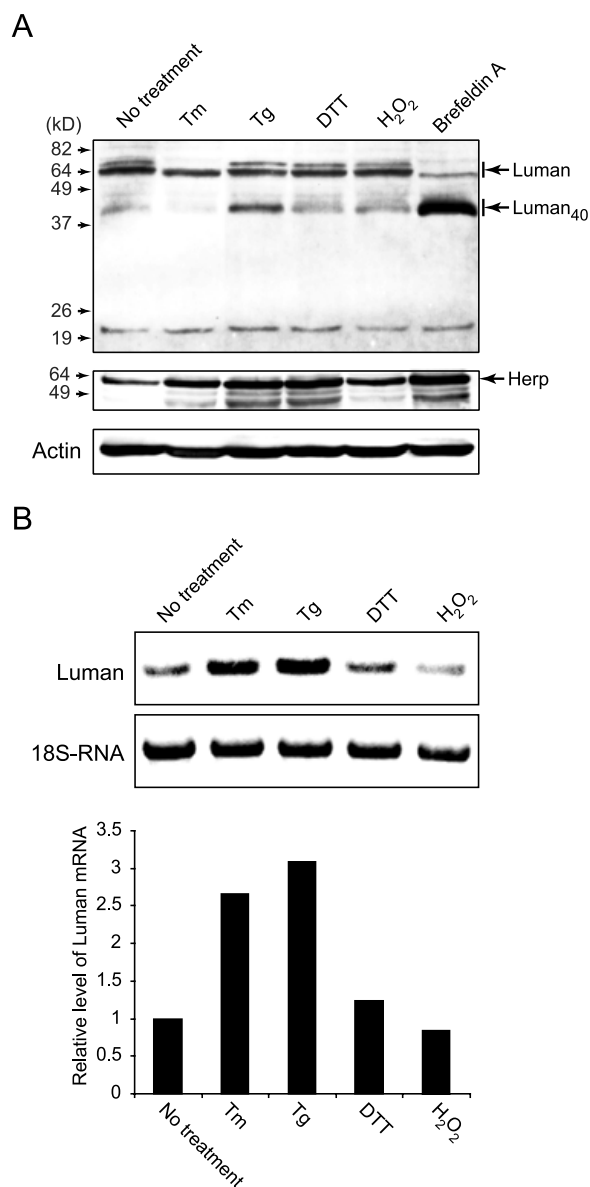 A
No treatment Tm Tg DTT H₂O₂ Brefeldin A
(kD)
82
64 Luman
49
37 Luman₄₀
26
19
64 Herp
49
Actin
B
No treatment Tm Tg DTT H₂O₂
Luman
18S-RNA
Relative level of Luman mRNA
3.5
3
2.5
2
1.5
1
0.5
0
No treatment Tm Tg DTT H₂O₂